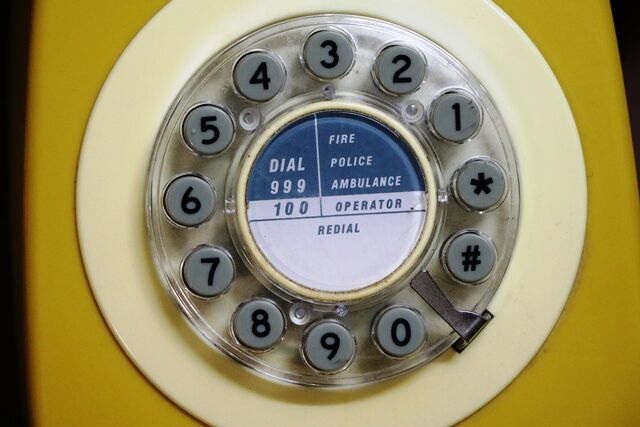 3
2
1
*
#
0
9
8
7
6
5
4
FIRE
DIAL POLICE
999 AMBULANCE
100 OPERATOR
REDIAL